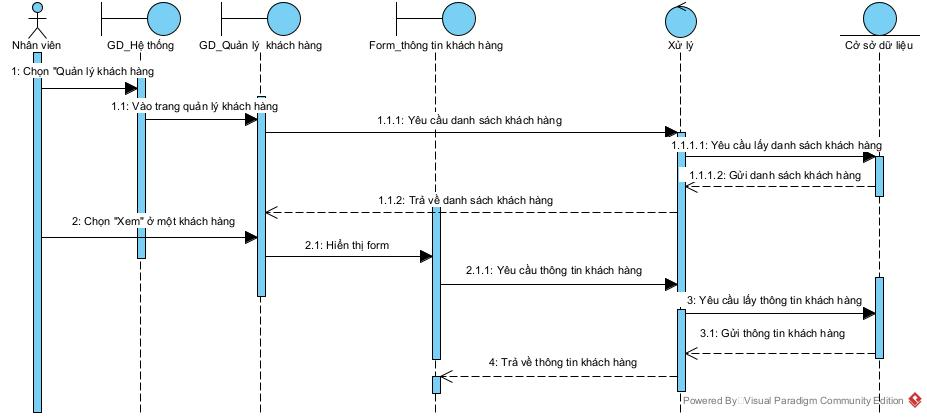 Nhân viên
GD_Hệ thống
GD_Quản lý khách hàng
Form_thông tin khách hàng
Xử lý
Cở sở dữ liệu
1: Chọn "Quản lý khách hàng
1.1: Vào trang quản lý khách hàng
1.1.1: Yêu cầu danh sách khách hàng
1.1.1.1: Yêu cầu lấy danh sách khách hàng
1.1.1.2: Gửi danh sách khách hàng
1.1.2: Trả về danh sách khách hàng
2: Chọn "Xem" ở một khách hàng
2.1: Hiển thị form
2.1.1: Yêu cầu thông tin khách hàng
3: Yêu cầu lấy thông tin khách hàng
3.1: Gửi thông tin khách hàng
4: Trả về thông tin khách hàng
Powered By Visual Paradigm Community Edition